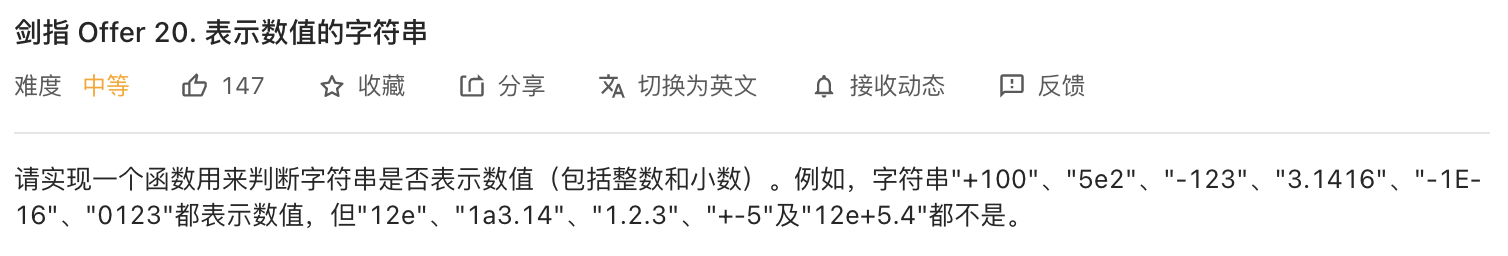 剑指 Offer 20. 表示数值的字符串
难度 中等 147 收藏 分享 切换为英文 接收动态 反馈
请实现一个函数用来判断字符串是否表示数值（包括整数和小数）。例如，字符串"+100"、"5e2"、"-123"、"3.1416"、"-1E-
16"、"0123"都表示数值，但"12e"、"1a3.14"、"1.2.3"、"+-5"及"12e+5.4"都不是。